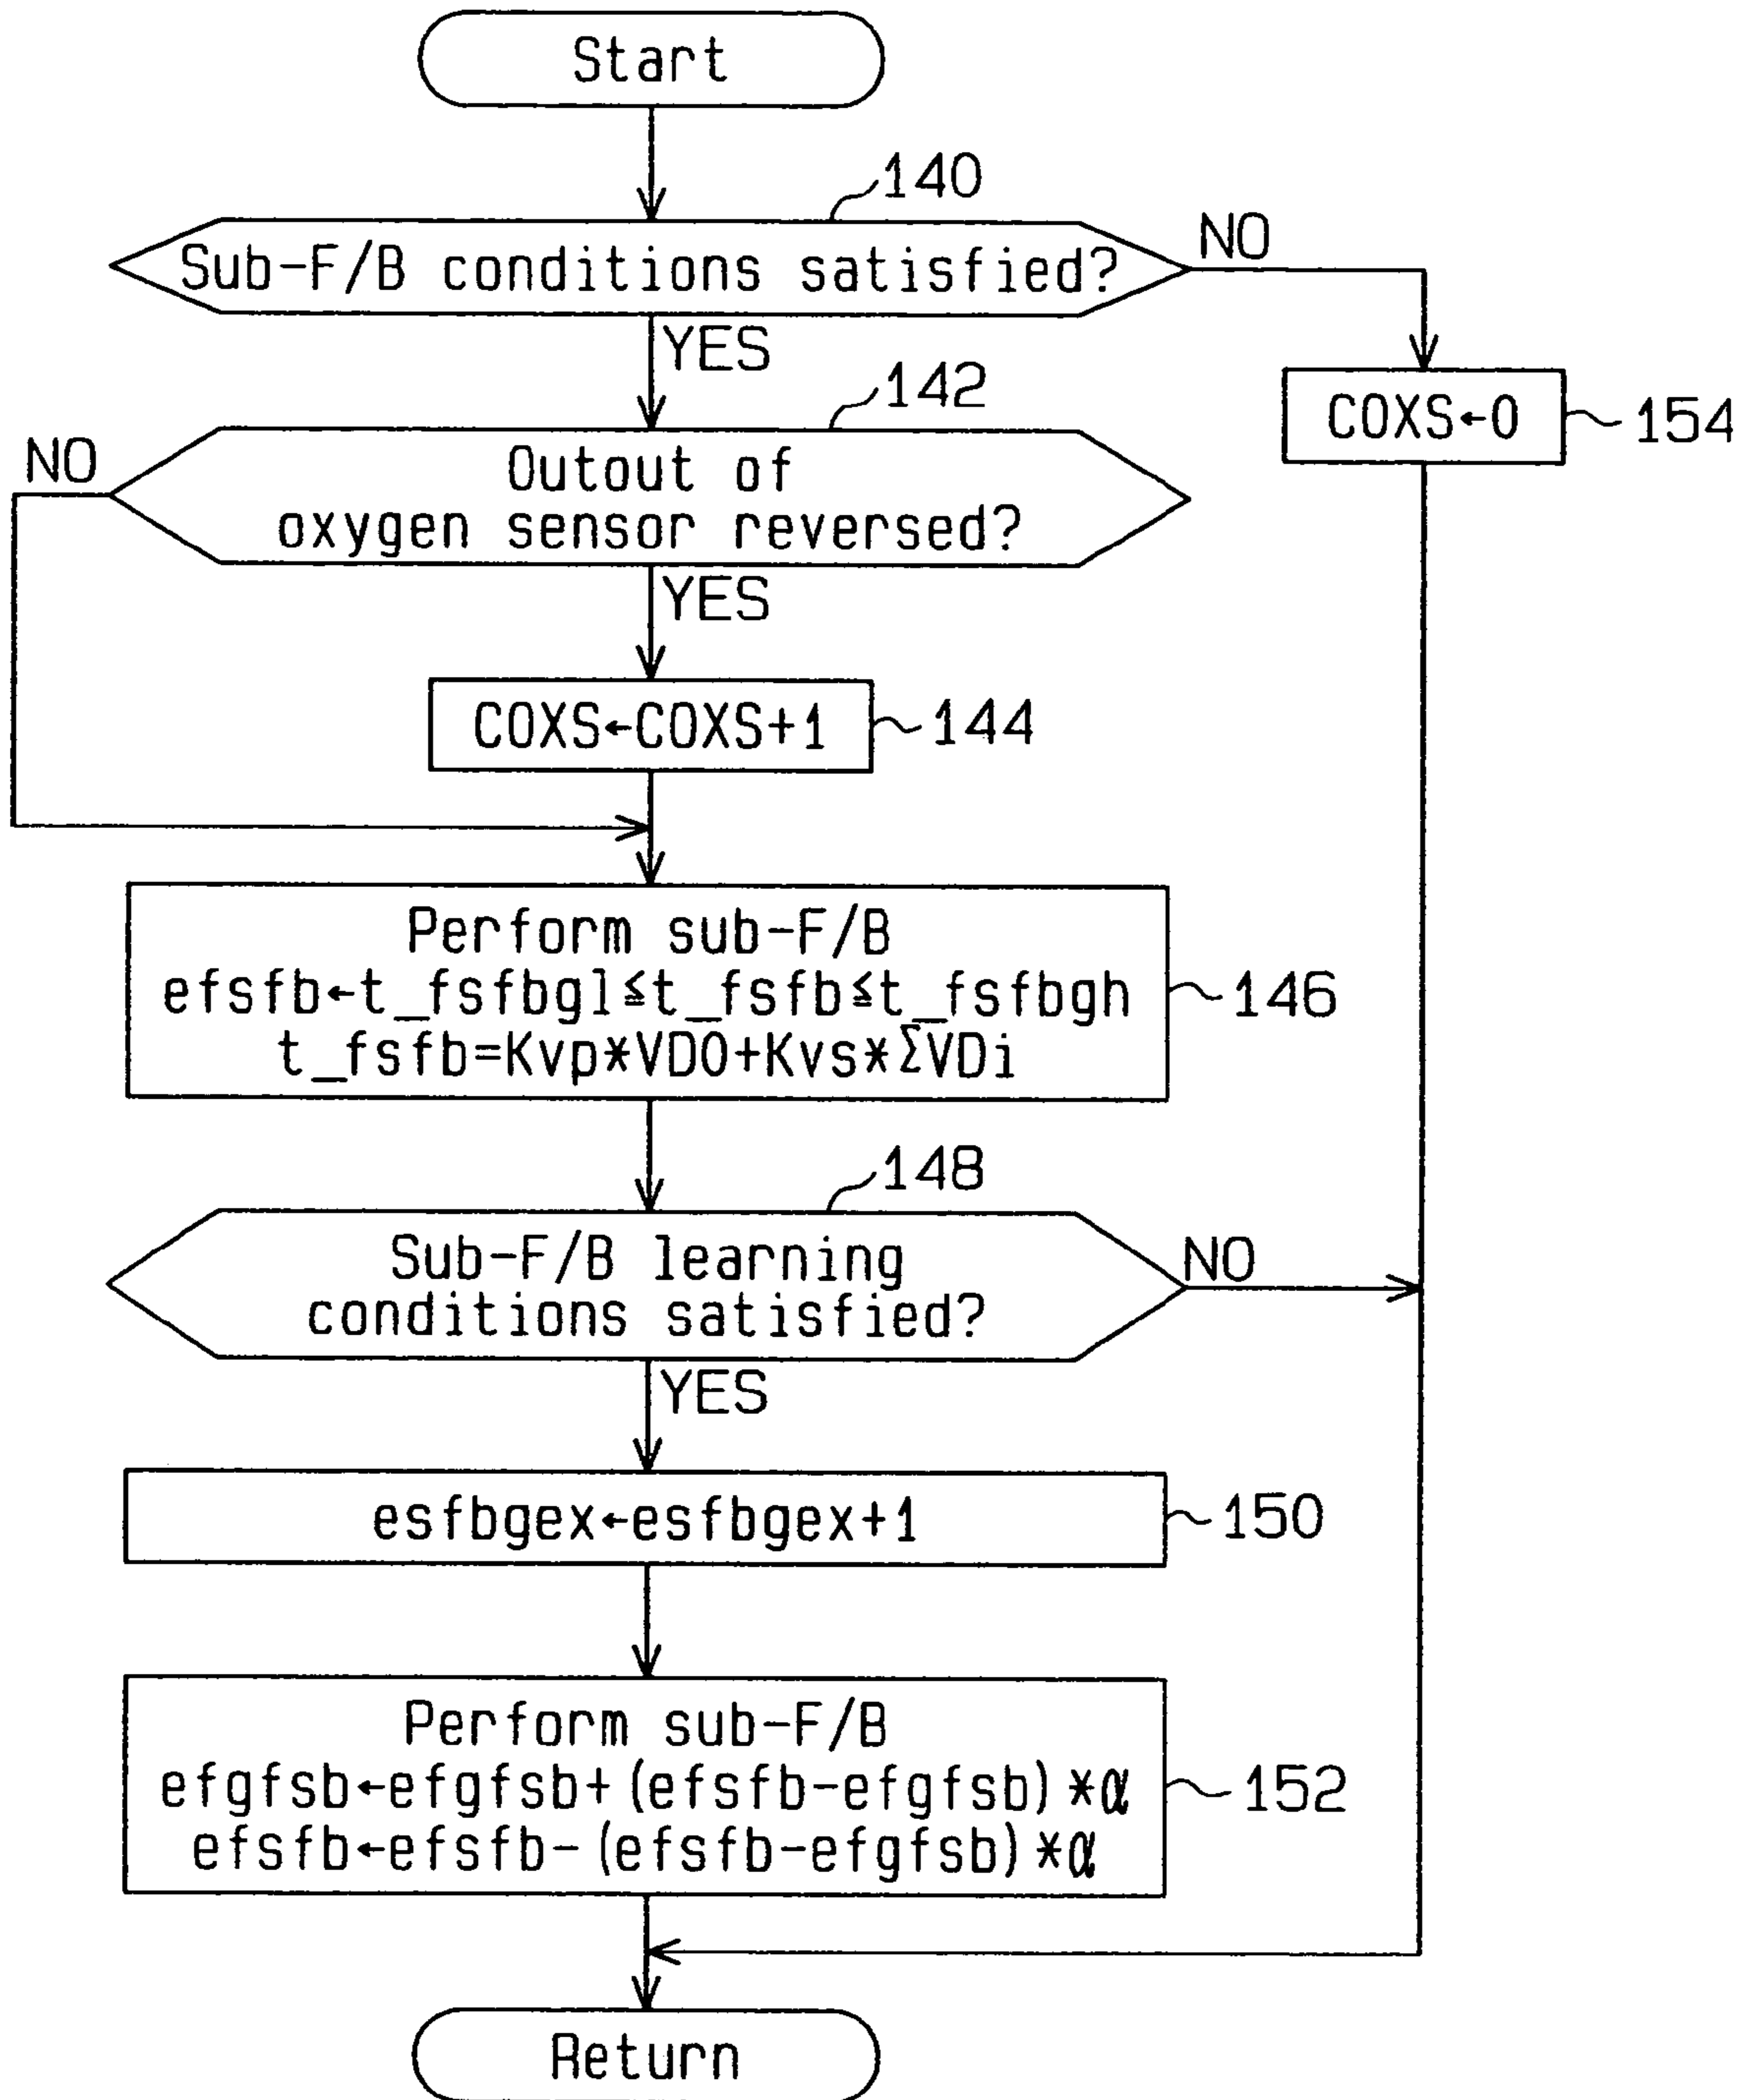 Start
140
Sub-F/B conditions satisfied?
NO
YES
142
COXS←0
154
NO
Outout of
oxygen sensor reversed?
YES
COXS←COXS+1
144
Perform sub-F/B
efsfb←t_fsfbgl≦t_fsfb≦t_fsfbgh
t_fsfb=Kvp*VD0+Kvs*ΣVDi
146
148
Sub-F/B learning
conditions satisfied?
NO
YES
esfbgex←esfbgex+1
150
Perform sub-F/B
efgfsb←efgfsb+(efsfb-efgfsb)*α
efsfb←efsfb-(efsfb-efgfsb)*α
152
Return